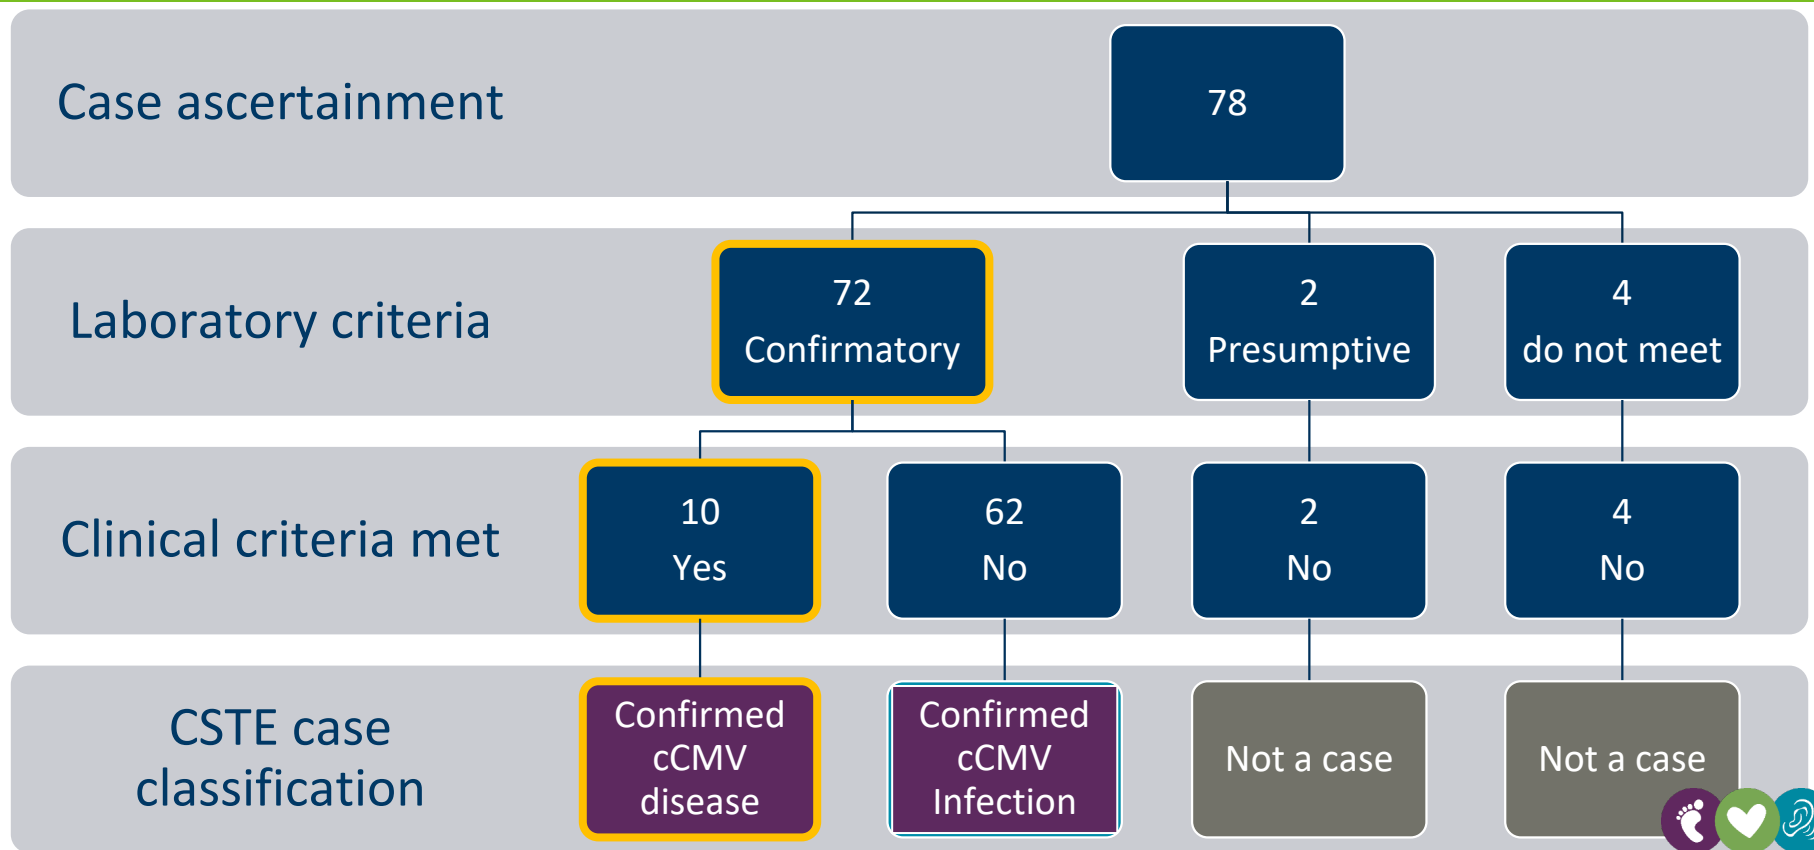 Case ascertainment
78
Laboratory criteria
72
Confirmatory
2
Presumptive
4
do not meet
Clinical criteria met
10
Yes
62
No
2
No
4
No
CSTE case
classification
Confirmed
cCMV
disease
Confirmed
cCMV
Infection
Not a case
Not a case